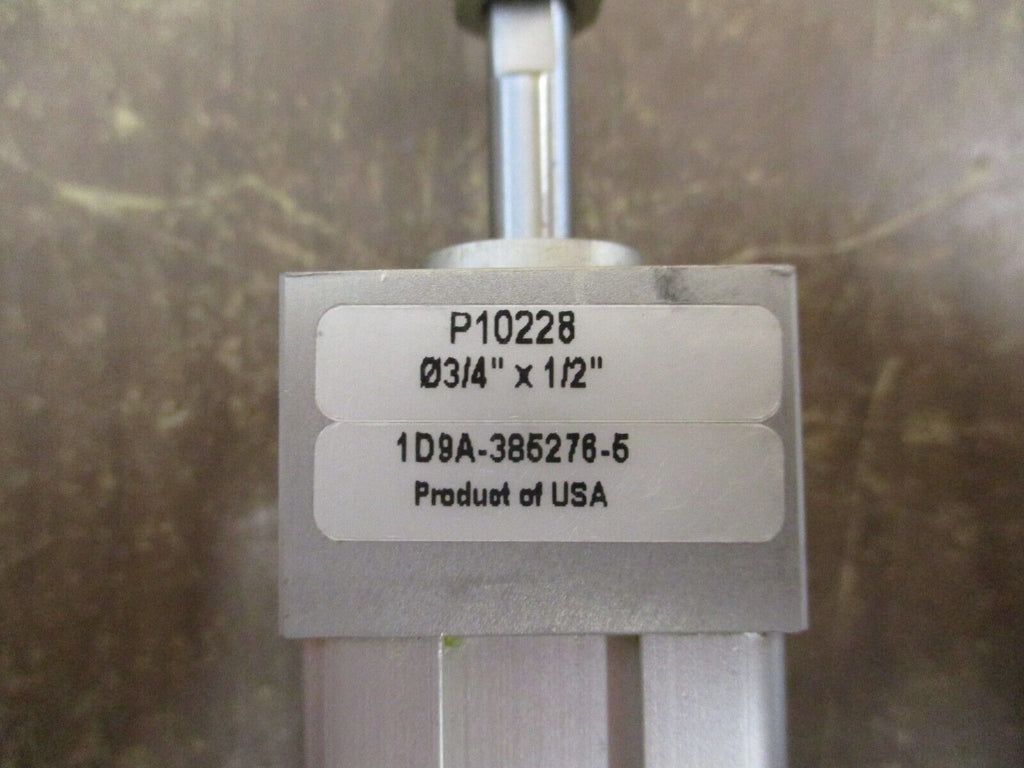 P10228
Ø3/4" x 1/2"
1D9A-385276-5
Product of USA